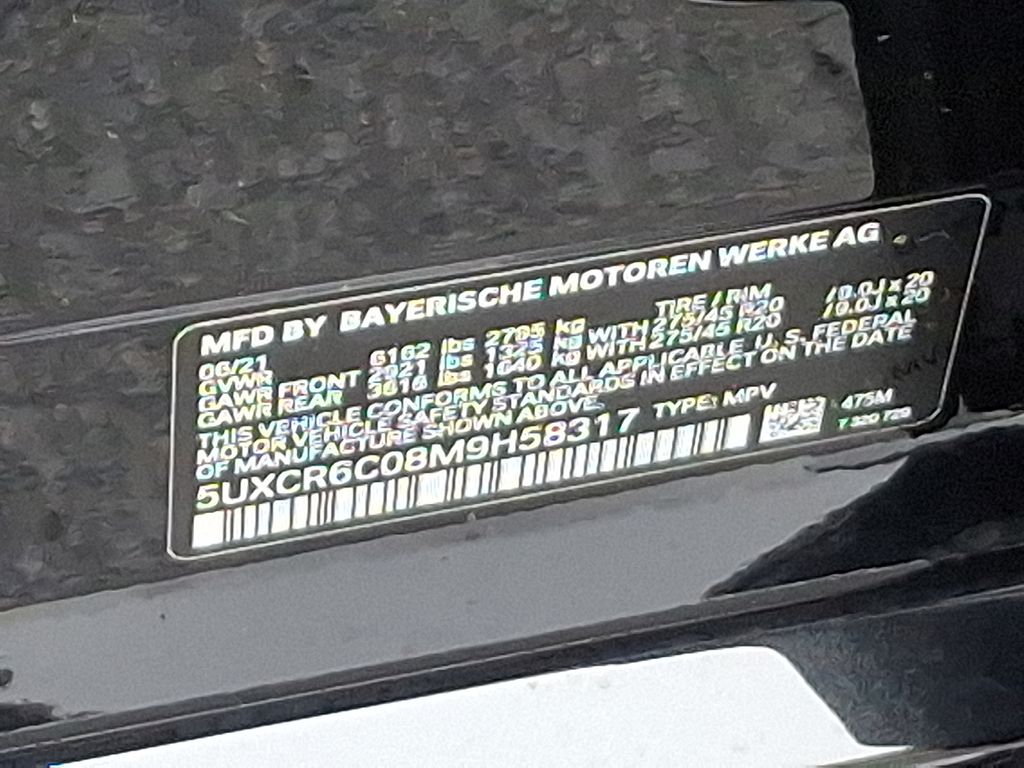 MFD BY BAYERISCHE MOTOREN WERKE AG
06/21 TIRE / RIM
GVWR 6162 lbs 2795 kg
GAWR FRONT 2921 lbs 1325 kg WITH 275/45 R20 / 9.0J x 20
GAWR REAR 3616 lbs 1640 kg WITH 275/45 R20 / 9.0J x 20
THIS VEHICLE CONFORMS TO ALL APPLICABLE U. S. FEDERAL
MOTOR VEHICLE SAFETY STANDARDS IN EFFECT ON THE DATE
OF MANUFACTURE SHOWN ABOVE.
5UXCR6C08M9H58317 TYPE: MPV
475M